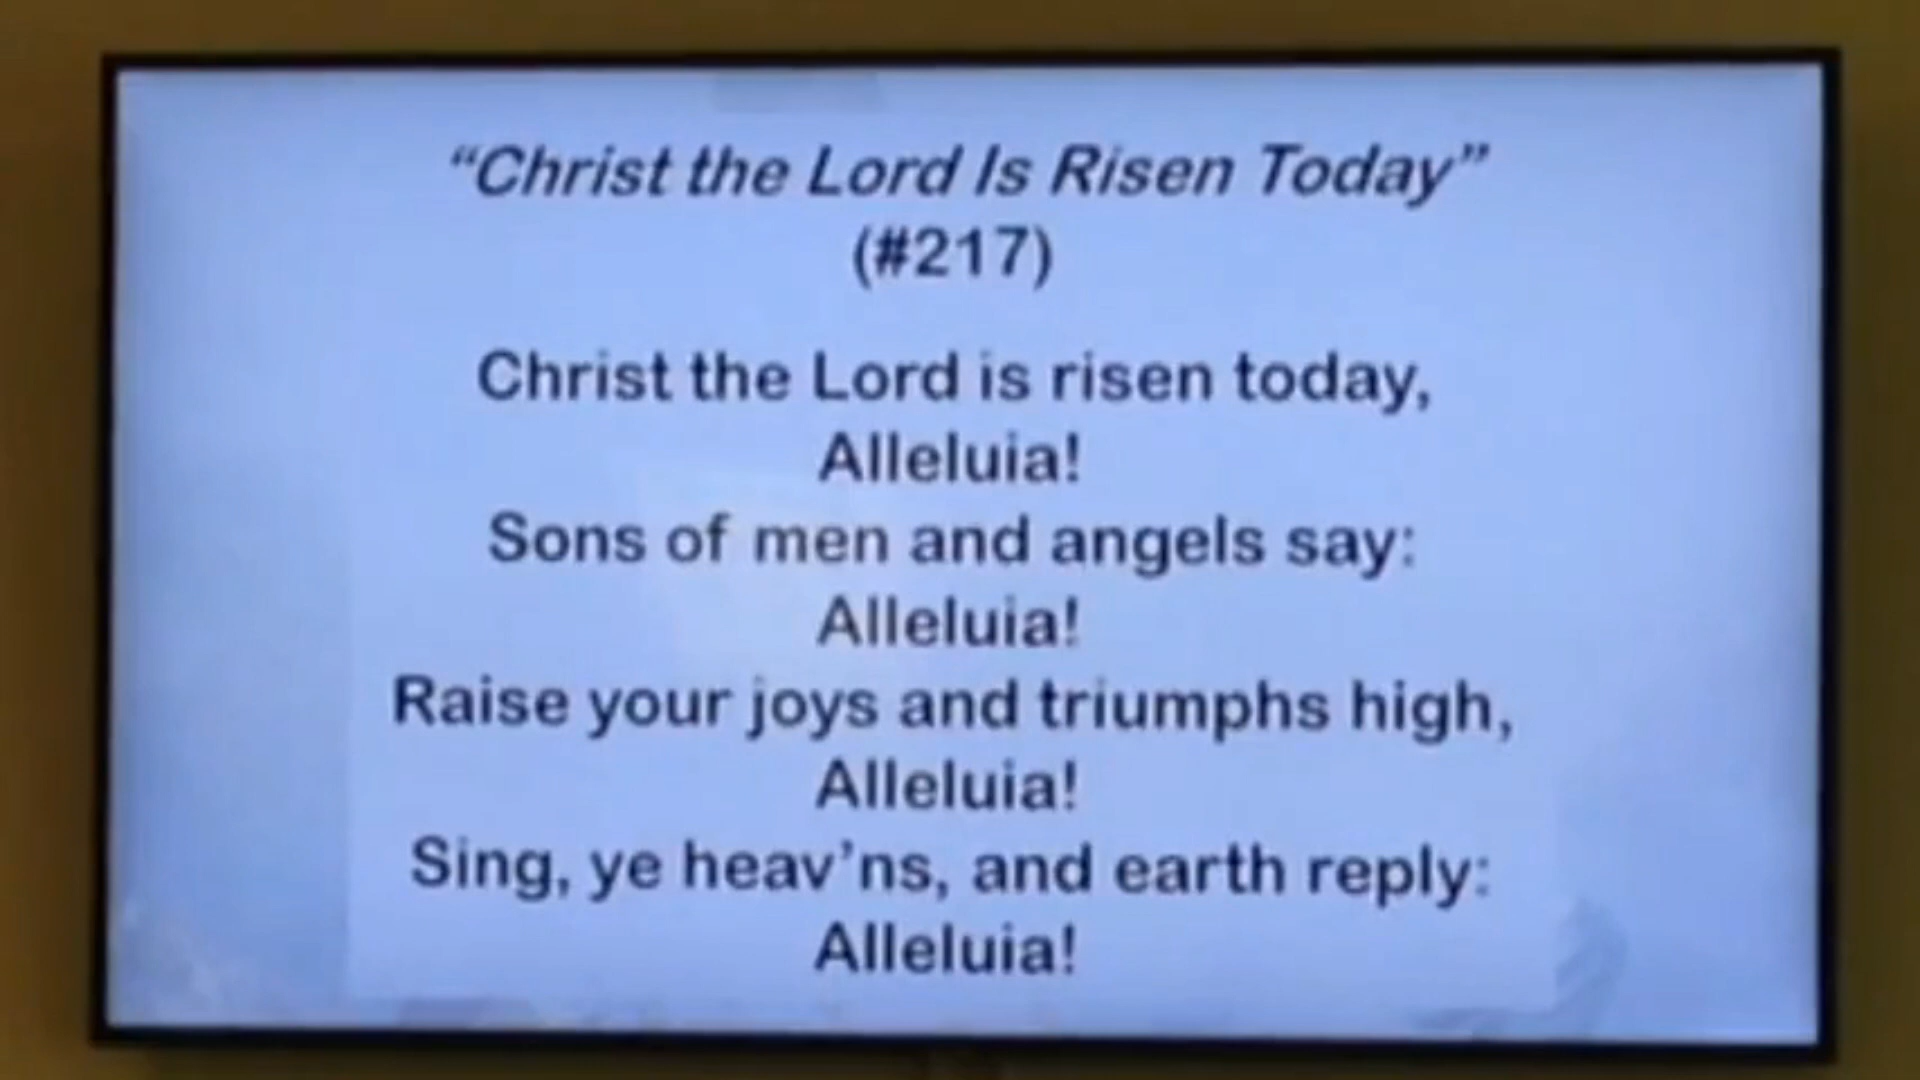 “Christ the Lord Is Risen Today”
(#217)
Christ the Lord is risen today,
Alleluia!
Sons of men and angels say:
Alleluia!
Raise your joys and triumphs high,
Alleluia!
Sing, ye heav’ns, and earth reply:
Alleluia!